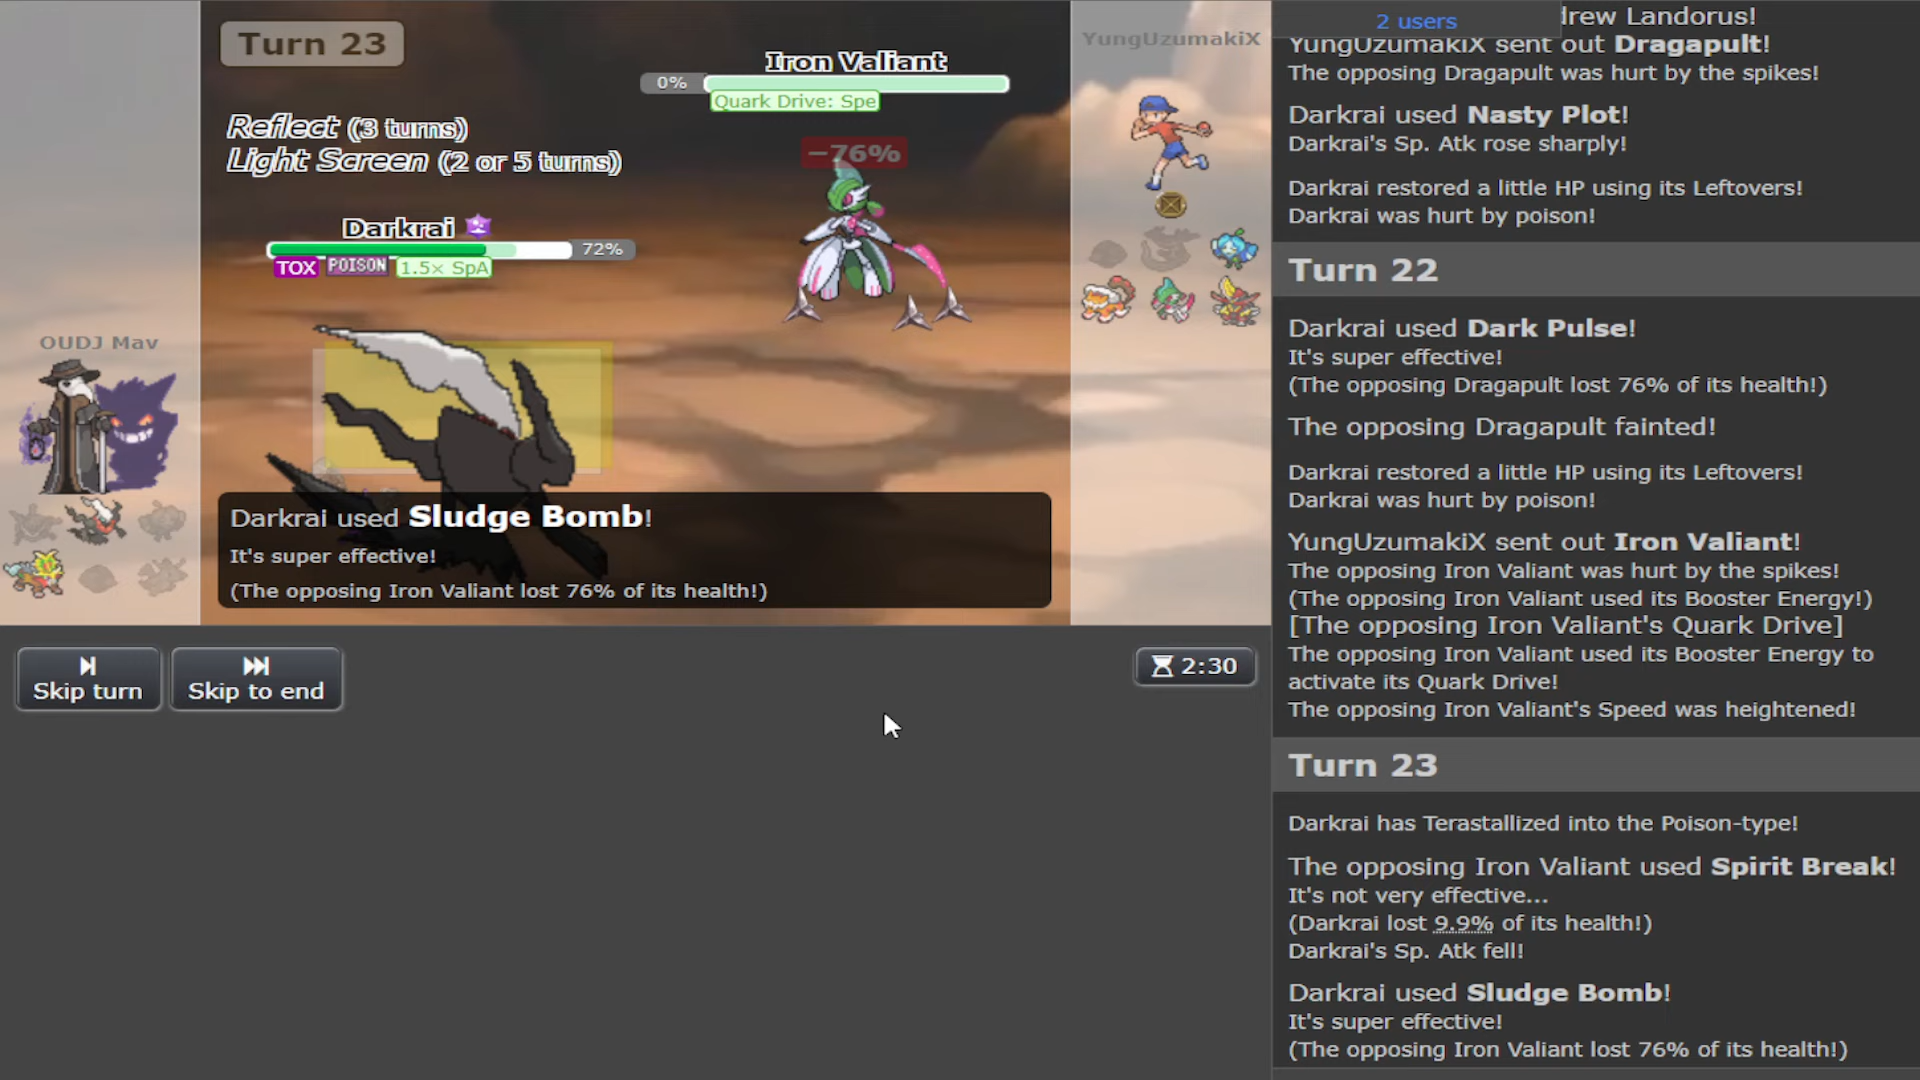 Turn 23
Iron Valiant
0%
Quark Drive: Spe
−76%
Reflect (3 turns)
Light Screen (2 or 5 turns)
Darkrai
72%
TOX POISON 1.5× SpA
OUDJ Mav
YungUzumakiX
Darkrai used Sludge Bomb!
It's super effective!
(The opposing Iron Valiant lost 76% of its health!)
Skip turn
Skip to end
2:30
2 users
drew Landorus!
YungUzumakiX sent out Dragapult!
The opposing Dragapult was hurt by the spikes!
Darkrai used Nasty Plot!
Darkrai's Sp. Atk rose sharply!
Darkrai restored a little HP using its Leftovers!
Darkrai was hurt by poison!
Turn 22
Darkrai used Dark Pulse!
It's super effective!
(The opposing Dragapult lost 76% of its health!)
The opposing Dragapult fainted!
Darkrai restored a little HP using its Leftovers!
Darkrai was hurt by poison!
YungUzumakiX sent out Iron Valiant!
The opposing Iron Valiant was hurt by the spikes!
(The opposing Iron Valiant used its Booster Energy!)
[The opposing Iron Valiant's Quark Drive]
The opposing Iron Valiant used its Booster Energy to
activate its Quark Drive!
The opposing Iron Valiant's Speed was heightened!
Turn 23
Darkrai has Terastallized into the Poison-type!
The opposing Iron Valiant used Spirit Break!
It's not very effective...
(Darkrai lost 9.9% of its health!)
Darkrai's Sp. Atk fell!
Darkrai used Sludge Bomb!
It's super effective!
(The opposing Iron Valiant lost 76% of its health!)